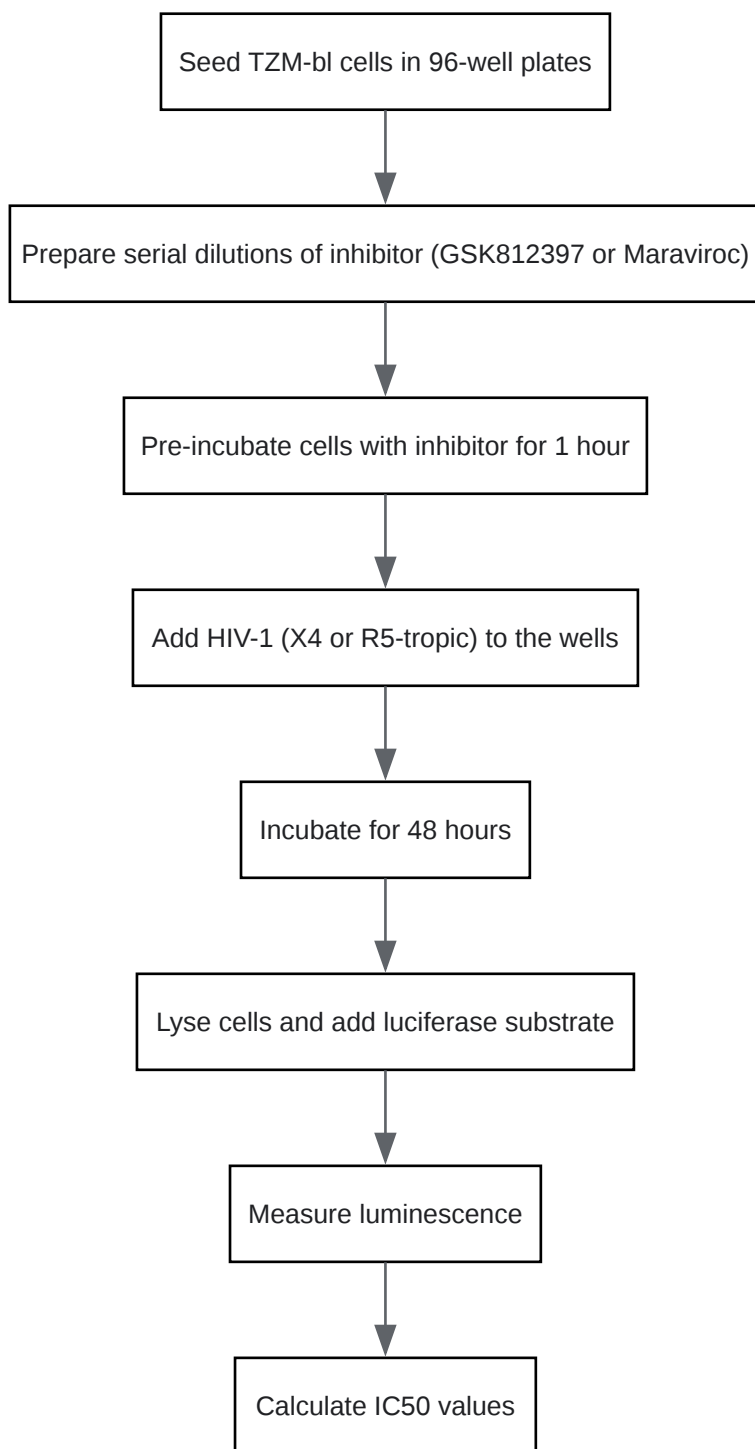 Seed TZM-bl cells in 96-well plates
Prepare serial dilutions of inhibitor (GSK812397 or Maraviroc)
Pre-incubate cells with inhibitor for 1 hour
Add HIV-1 (X4 or R5-tropic) to the wells
Incubate for 48 hours
Lyse cells and add luciferase substrate
Measure luminescence
Calculate IC50 values